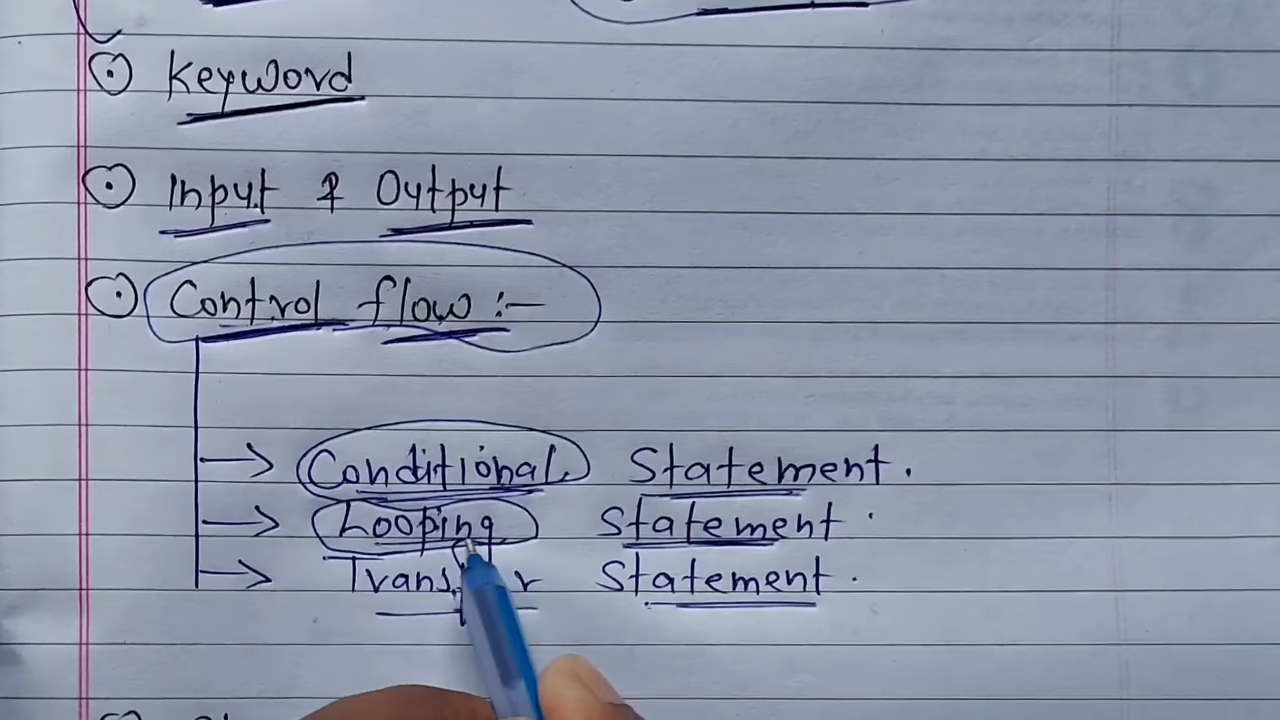 Keyword
Input & Output
Control flow :-
→ Conditional Statement.
→ Looping Statement.
→ Statement.